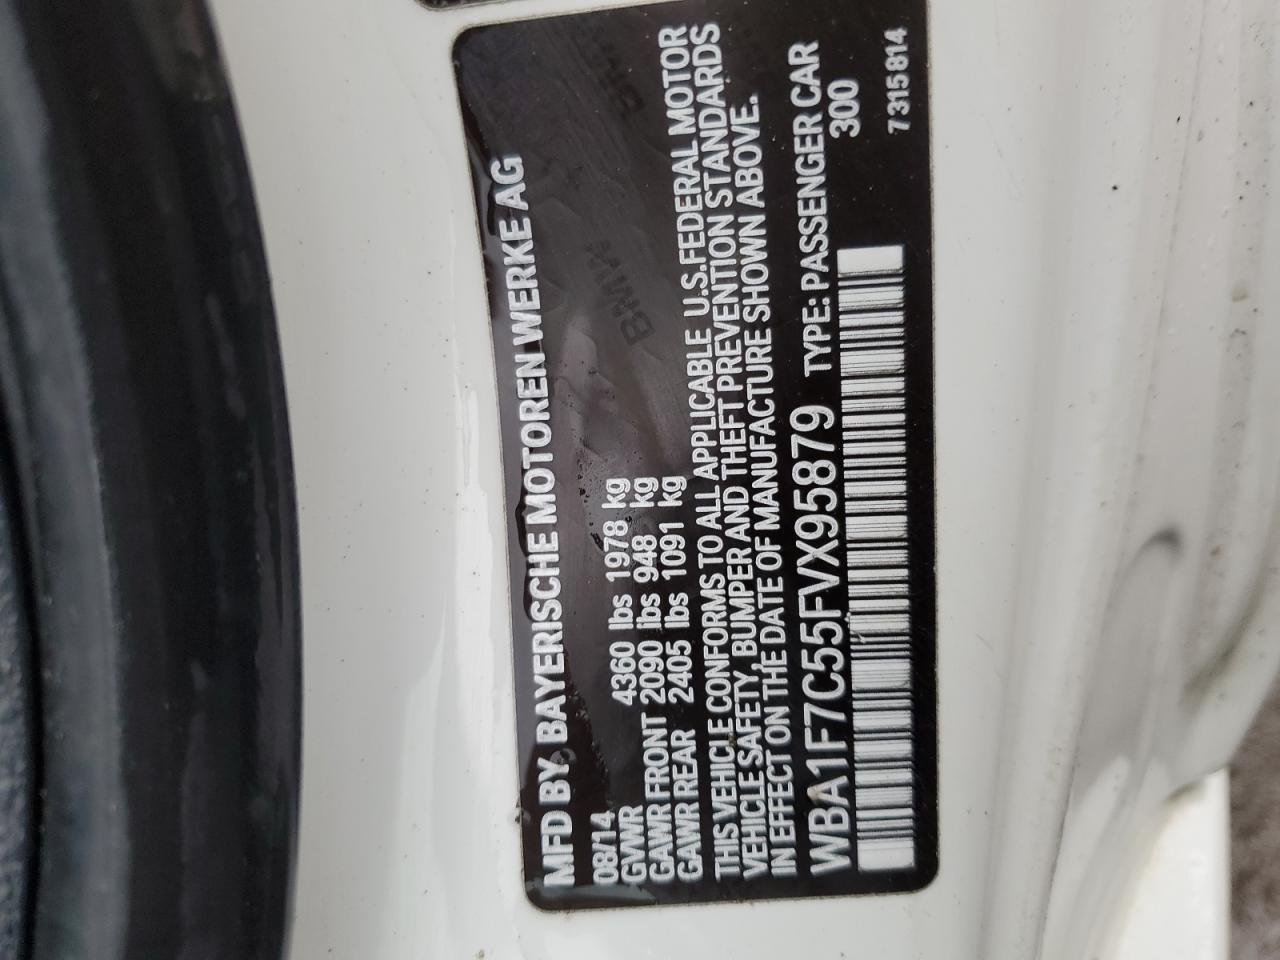 MFD BY. BAYERISCHE MOTOREN WERKE AG
08/14
GVWR 4360 lbs 1978 kg
GAWR FRONT 2090 lbs 948 kg
GAWR REAR 2405 lbs 1091 kg
THIS VEHICLE CONFORMS TO ALL APPLICABLE U.S.FEDERAL MOTOR
VEHICLE SAFETY, BUMPER AND THEFT PREVENTION STANDARDS
IN EFFECT ON THE DATE OF MANUFACTURE SHOWN ABOVE.
WBA1F7C55FVX95879 TYPE: PASSENGER CAR
300
7315814
BMW